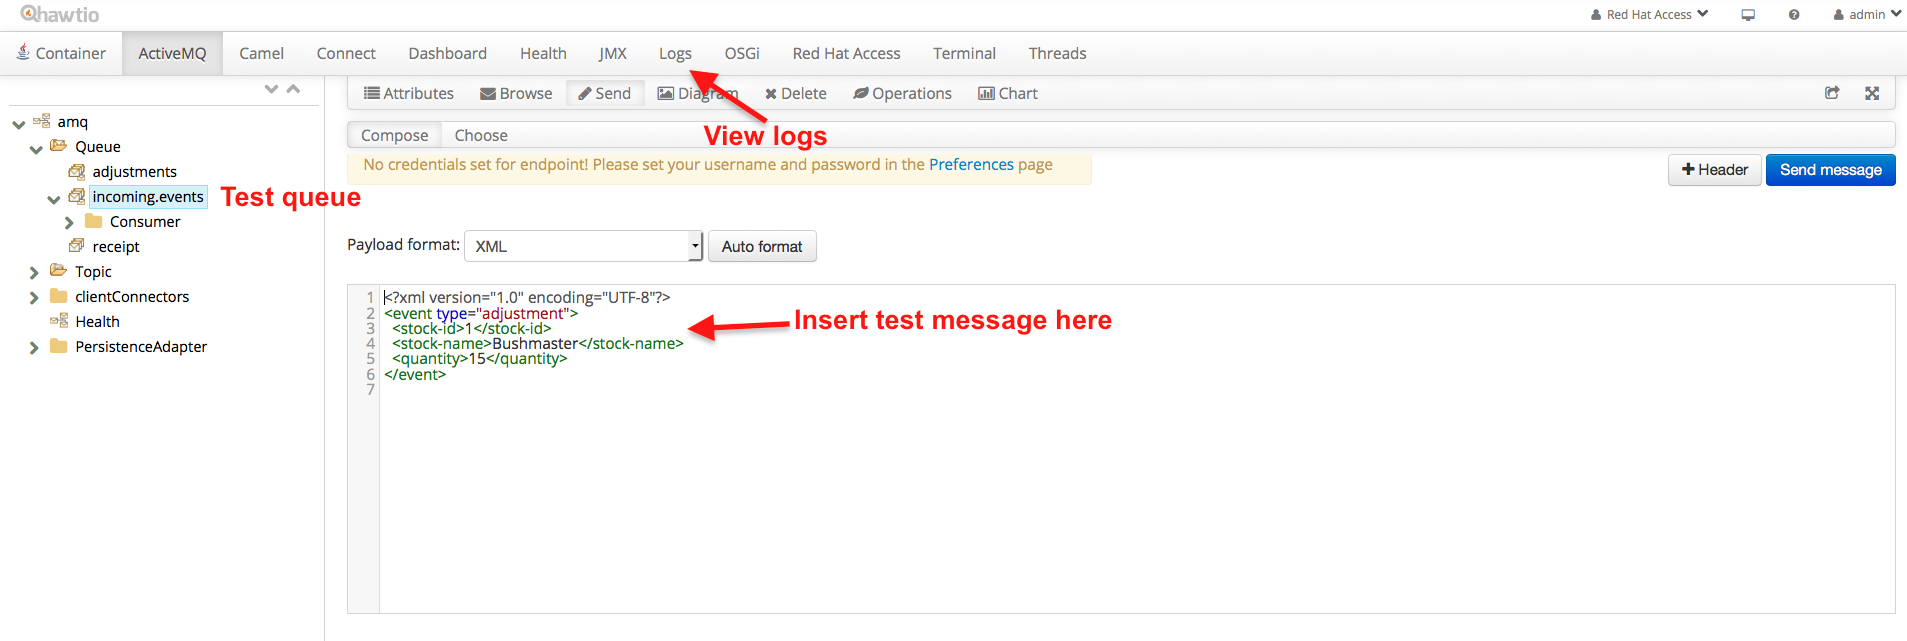 hawtio
Red Hat Access admin
Container ActiveMQ Camel Connect Dashboard Health JMX Logs OSGi Red Hat Access Terminal Threads
Attributes Browse Send Diagram Delete Operations Chart
Compose Choose
View logs
No credentials set for endpoint! Please set your username and password in the Preferences page
Header Send message
amq
Queue
adjustments
incoming.events
Test queue
Consumer
receipt
Topic
clientConnectors
Health
PersistenceAdapter
Payload format: XML Auto format
1 <?xml version="1.0" encoding="UTF-8"?>
2 <event type="adjustment">
3 <stock-id>1</stock-id>
4 <stock-name>Bushmaster</stock-name>
5 <quantity>15</quantity>
6 </event>
7
Insert test message here